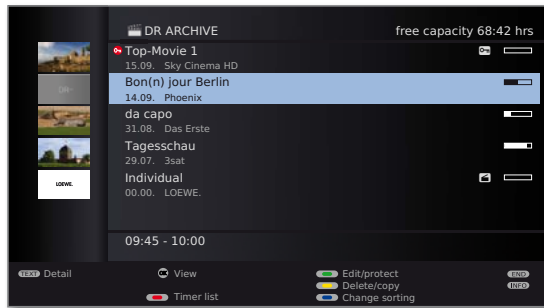 DR ARCHIVE free capacity 68:42 hrs
Top-Movie 1
15.09. Sky Cinema HD
DR+
Bon(n) jour Berlin
14.09. Phoenix
da capo
31.08. Das Erste
Tagesschau
29.07. 3sat
LOEWE.
Individual
00.00. LOEWE.
09:45 - 10:00
TEXT Detail OK View Edit/protect END
Delete/copy INFO
Timer list Change sorting